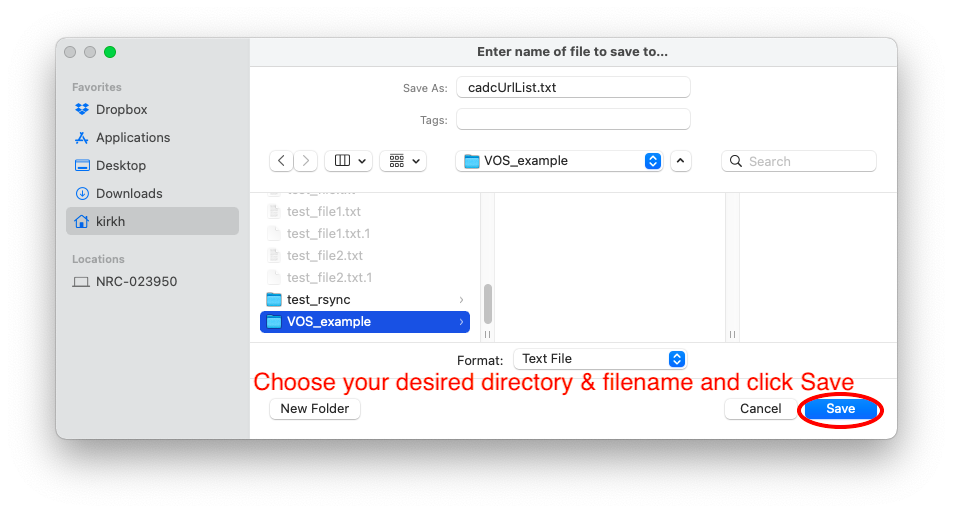 Enter name of file to save to...
Save As: cadcUrlList.txt
Tags:
Favorites
Dropbox
Applications
Desktop
Downloads
kirkh
Locations
NRC-023950
VOS_example
Search
test_file1.txt
test_file1.txt.1
test_file2.txt
test_file2.txt.1
test_rsync
VOS_example
Format: Text File
Choose your desired directory & filename and click Save
New Folder
Cancel
Save